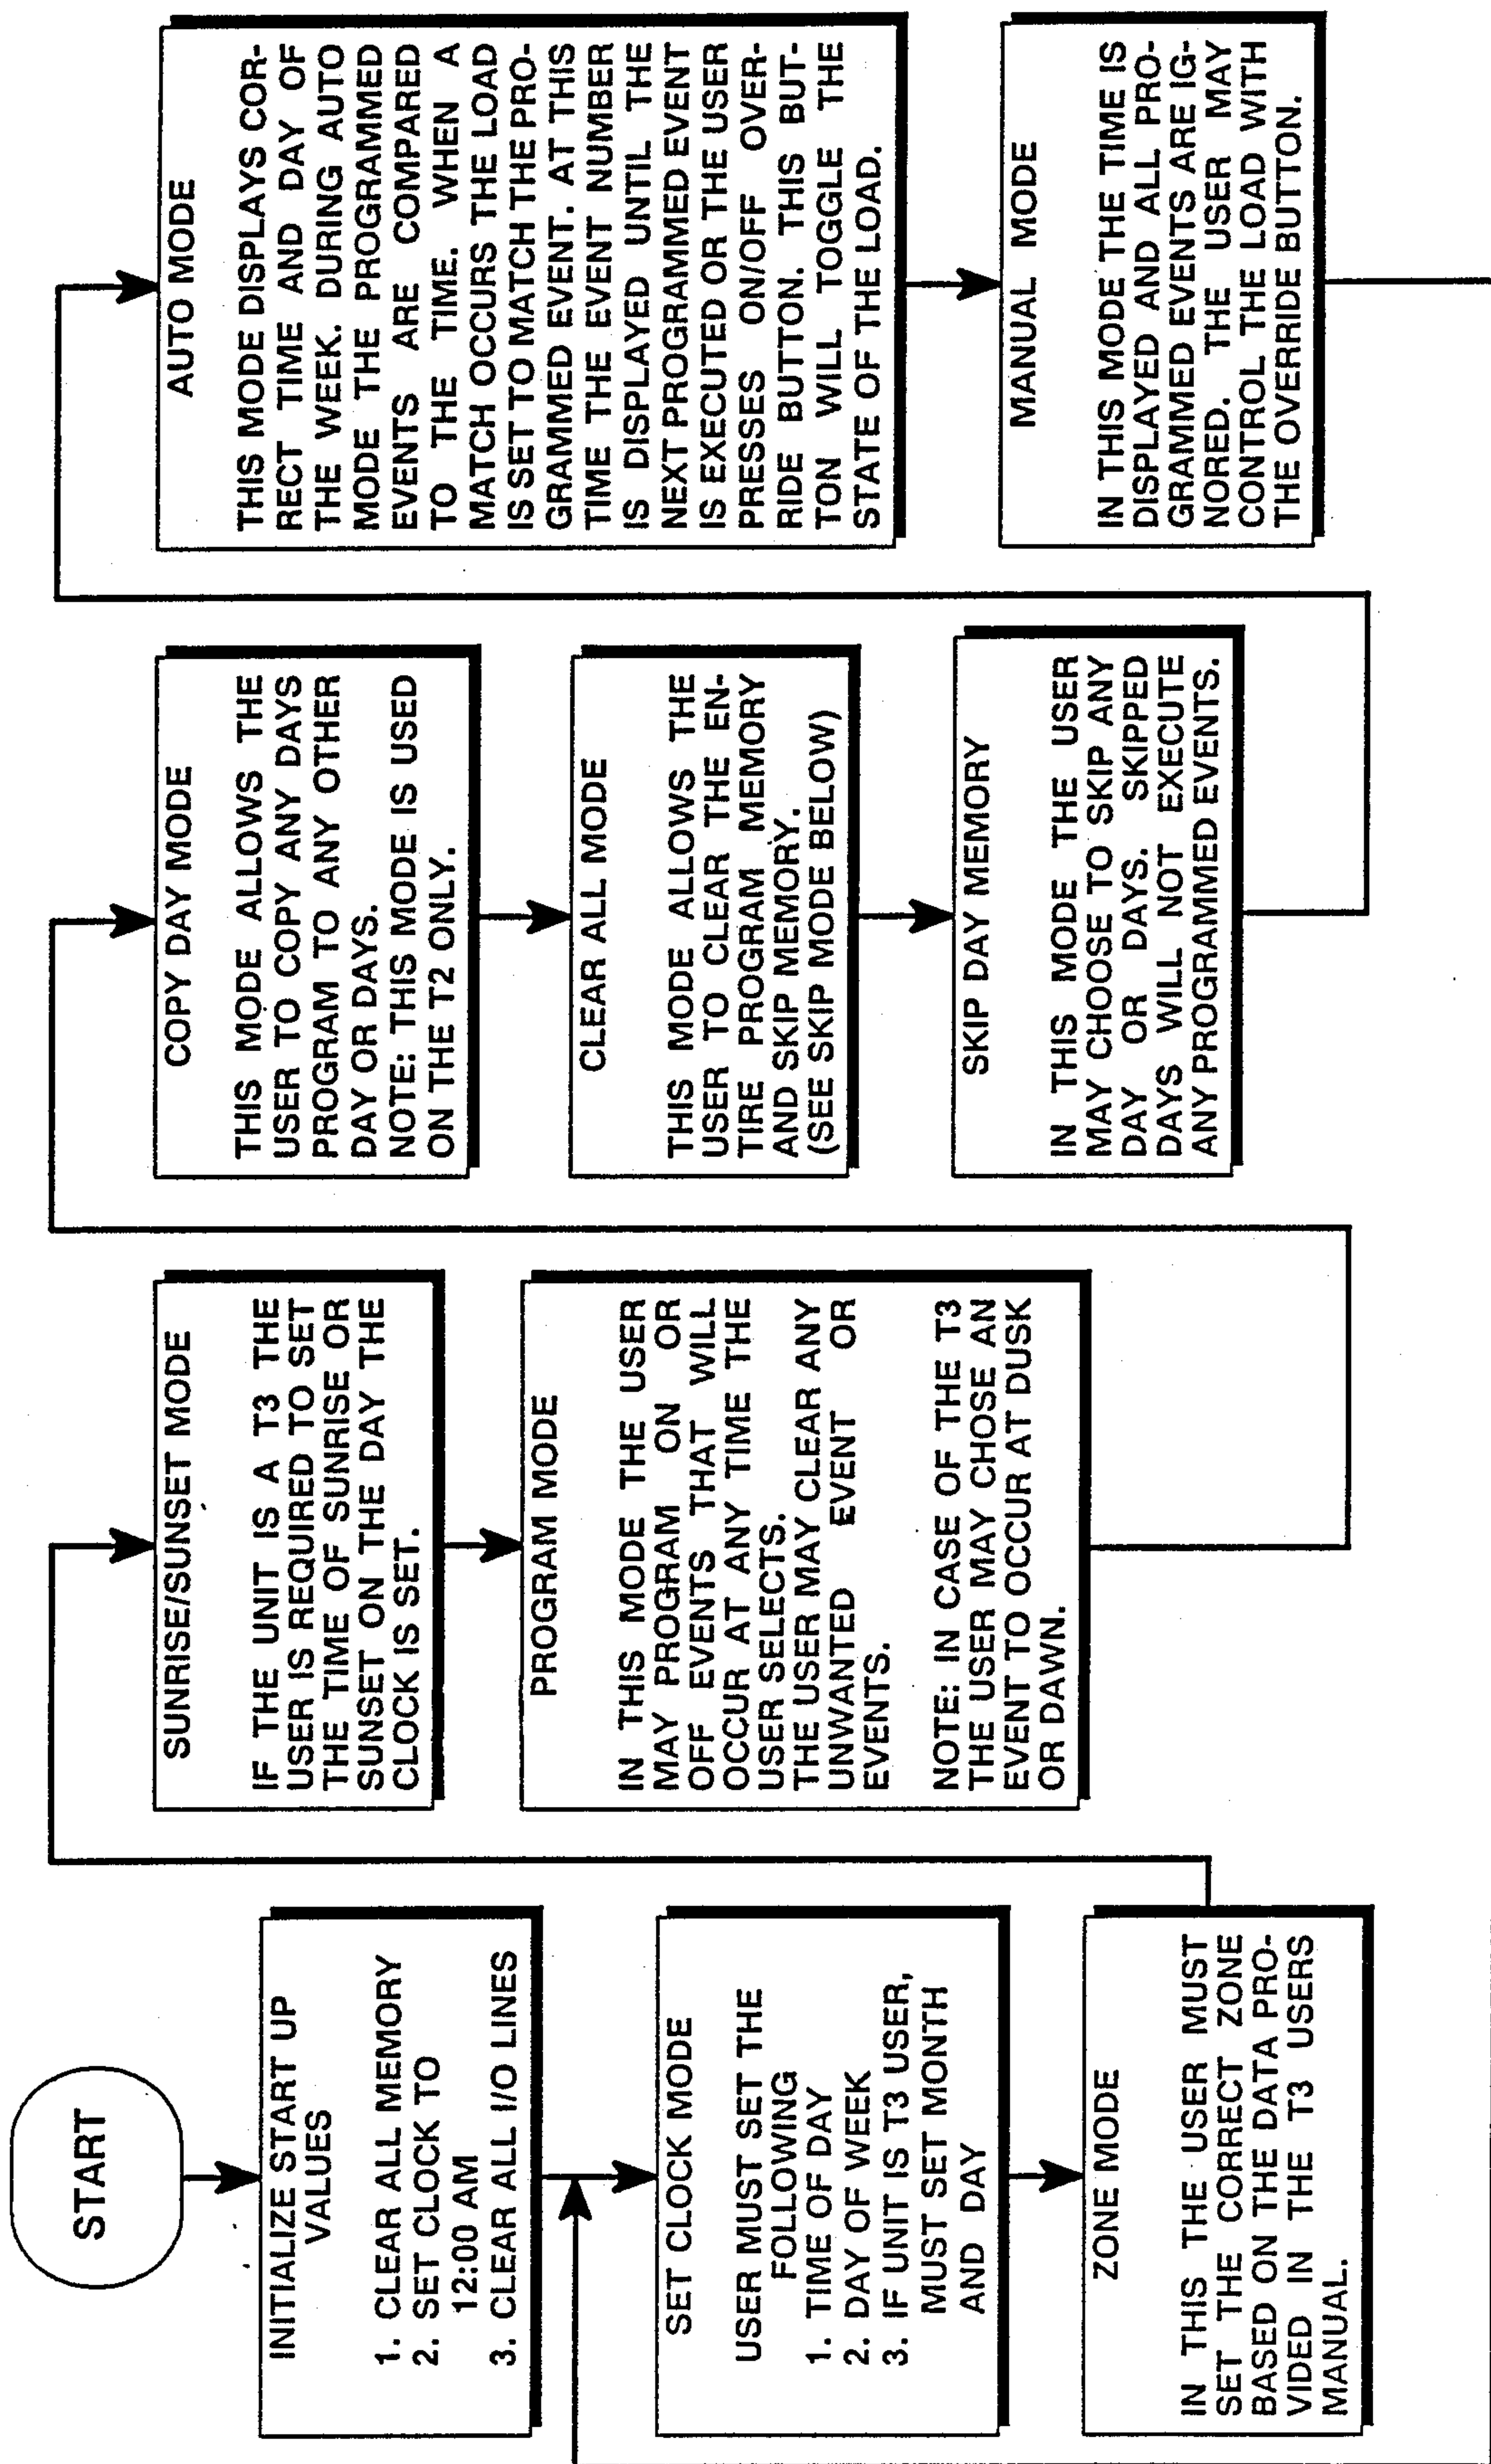 START
INITIALIZE START UP
VALUES
1. CLEAR ALL MEMORY
2. SET CLOCK TO
12:00 AM
3. CLEAR ALL I/O LINES
SET CLOCK MODE
USER MUST SET THE
FOLLOWING
1. TIME OF DAY
2. DAY OF WEEK
3. IF UNIT IS T3 USER,
MUST SET MONTH
AND DAY
ZONE MODE
IN THIS THE USER MUST
SET THE CORRECT ZONE
BASED ON THE DATA PRO-
VIDED IN THE T3 USERS
MANUAL.
SUNRISE/SUNSET MODE
IF THE UNIT IS A T3 THE
USER IS REQUIRED TO SET
THE TIME OF SUNRISE OR
SUNSET ON THE DAY THE
CLOCK IS SET.
PROGRAM MODE
IN THIS MODE THE USER
MAY PROGRAM ON OR
OFF EVENTS THAT WILL
OCCUR AT ANY TIME THE
USER SELECTS.
THE USER MAY CLEAR ANY
UNWANTED EVENT OR
EVENTS.
NOTE: IN CASE OF THE T3
THE USER MAY CHOSE AN
EVENT TO OCCUR AT DUSK
OR DAWN.
COPY DAY MODE
THIS MODE ALLOWS THE
USER TO COPY ANY DAYS
PROGRAM TO ANY OTHER
DAY OR DAYS.
NOTE: THIS MODE IS USED
ON THE T2 ONLY.
CLEAR ALL MODE
THIS MODE ALLOWS THE
USER TO CLEAR THE EN-
TIRE PROGRAM MEMORY
AND SKIP MEMORY.
(SEE SKIP MODE BELOW)
SKIP DAY MEMORY
IN THIS MODE THE USER
MAY CHOOSE TO SKIP ANY
DAY OR DAYS. SKIPPED
DAYS WILL NOT EXECUTE
ANY PROGRAMMED EVENTS.
AUTO MODE
THIS MODE DISPLAYS COR-
RECT TIME AND DAY OF
THE WEEK. DURING AUTO
MODE THE PROGRAMMED
EVENTS ARE COMPARED
TO THE TIME. WHEN A
MATCH OCCURS THE LOAD
IS SET TO MATCH THE PRO-
GRAMMED EVENT. AT THIS
TIME THE EVENT NUMBER
IS DISPLAYED UNTIL THE
NEXT PROGRAMMED EVENT
IS EXECUTED OR THE USER
PRESSES ON/OFF OVER-
RIDE BUTTON. THIS BUT-
TON WILL TOGGLE THE
STATE OF THE LOAD.
MANUAL MODE
IN THIS MODE THE TIME IS
DISPLAYED AND ALL PRO-
GRAMMED EVENTS ARE IG-
NORED. THE USER MAY
CONTROL THE LOAD WITH
THE OVERRIDE BUTTON.